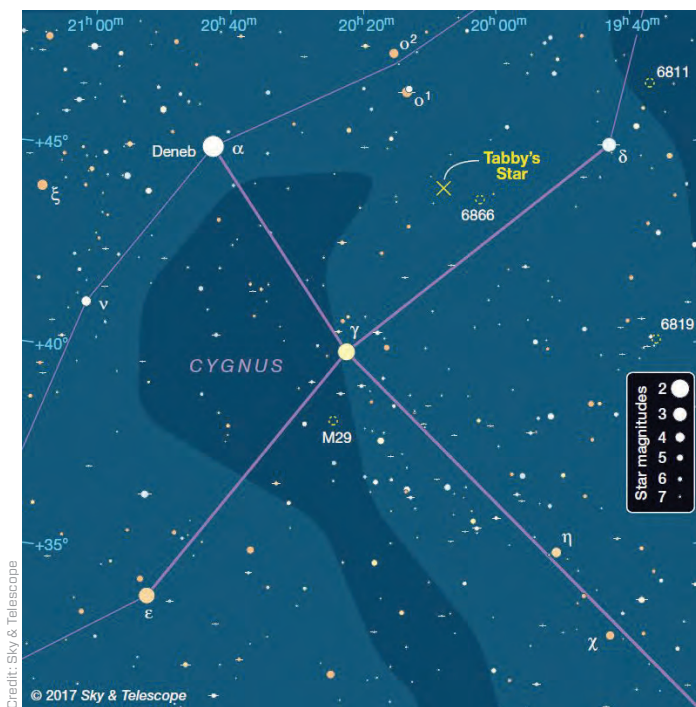 21h 00m
20h 40m
20h 20m
20h 00m
19h 40m
o²
o¹
6811
+45°
Deneb
α
Tabby's
Star
δ
ξ
6866
ν
+40°
γ
6819
CYGNUS
M29
Star magnitudes
2
3
4
5
6
7
+35°
η
ε
χ
© 2017 Sky & Telescope
Credit: Sky & Telescope